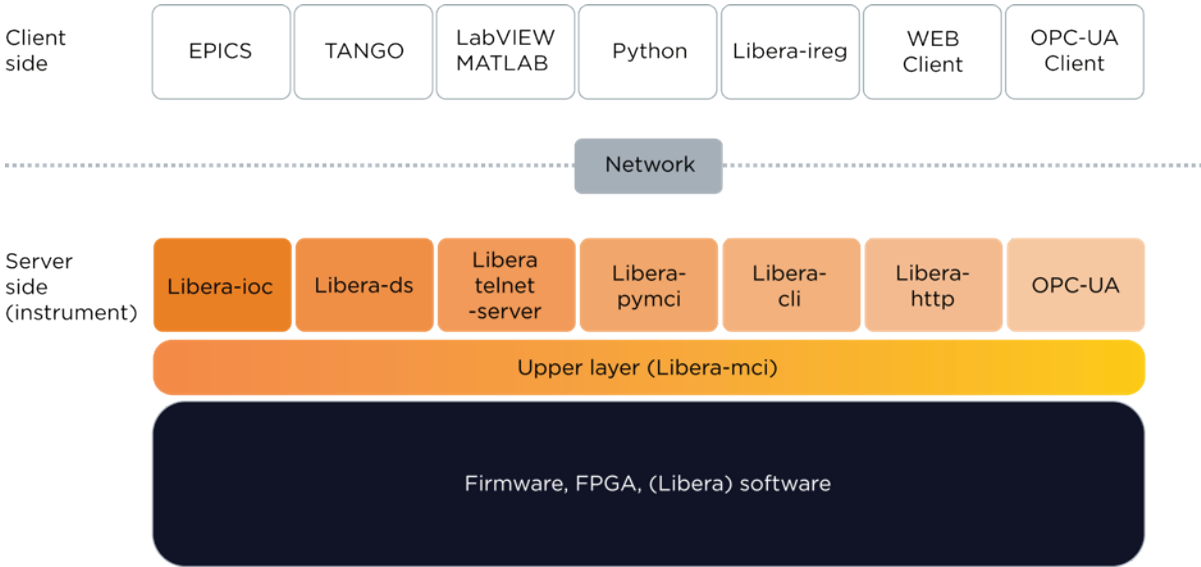 Client
side
EPICS
TANGO
LabVIEW
MATLAB
Python
Libera-ireg
WEB
Client
OPC-UA
Client
Network
Server
side
(instrument)
Libera-ioc
Libera-ds
Libera
telnet
-server
Libera-
pymci
Libera-
cli
Libera-
http
OPC-UA
Upper layer (Libera-mci)
Firmware, FPGA, (Libera) software